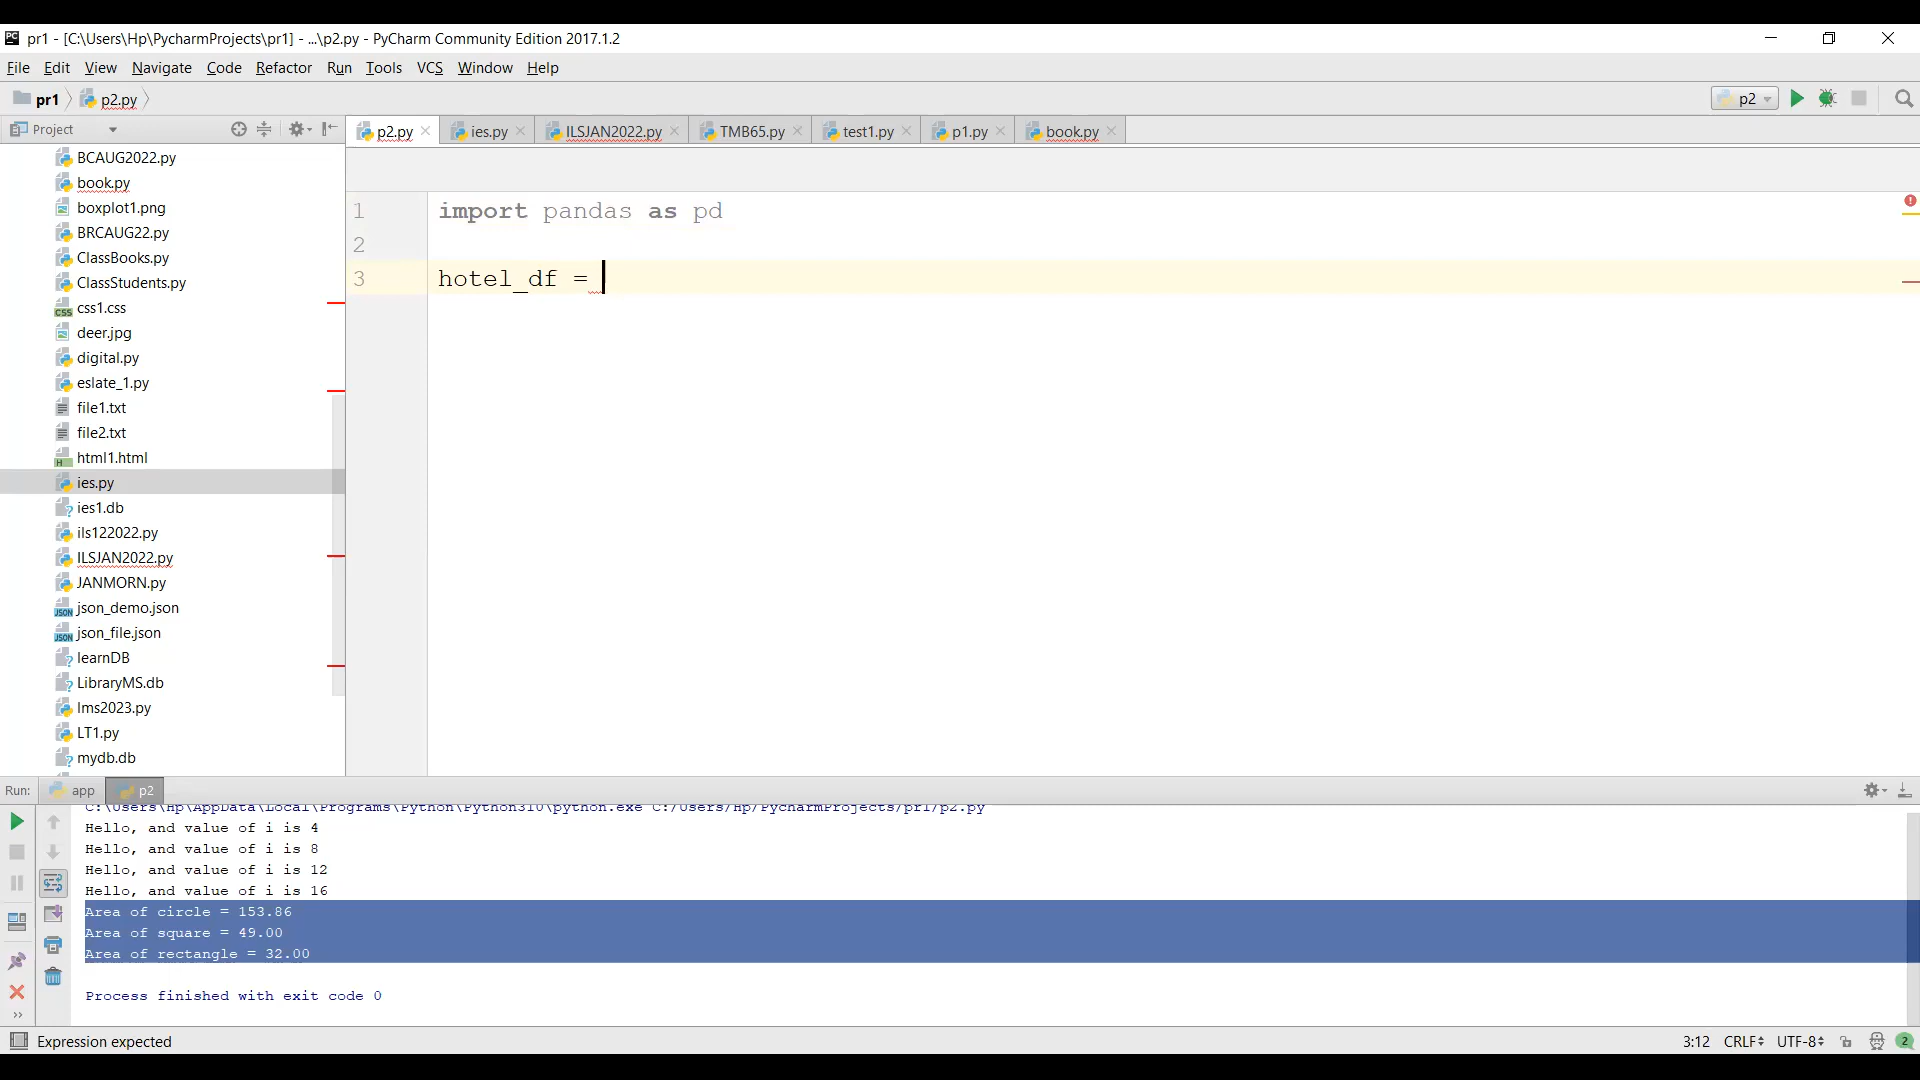 pr1 - [C:\Users\Hp\PycharmProjects\pr1] - ...\p2.py - PyCharm Community Edition 2017.1.2
File Edit View Navigate Code Refactor Run Tools VCS Window Help
pr1 p2.py p2
Project p2.py ies.py ILSJAN2022.py TMB65.py test1.py p1.py book.py
BCAUG2022.py
book.py
boxplot1.png
BRCAUG22.py
ClassBooks.py
ClassStudents.py
css1.css
deer.jpg
digital.py
eslate_1.py
file1.txt
file2.txt
html1.html
ies.py
ies1.db
ils122022.py
ILSJAN2022.py
JANMORN.py
json_demo.json
json_file.json
learnDB
LibraryMS.db
lms2023.py
LT1.py
mydb.db
1 import pandas as pd
2
3 hotel_df =
Run: app p2
C:\Users\Hp\AppData\Local\Programs\Python\Python310\python.exe C:/Users/Hp/PycharmProjects/pr1/p2.py
Hello, and value of i is 4
Hello, and value of i is 8
Hello, and value of i is 12
Hello, and value of i is 16
Area of circle = 153.86
Area of square = 49.00
Area of rectangle = 32.00
Process finished with exit code 0
Expression expected 3:12 CRLF UTF-8 2